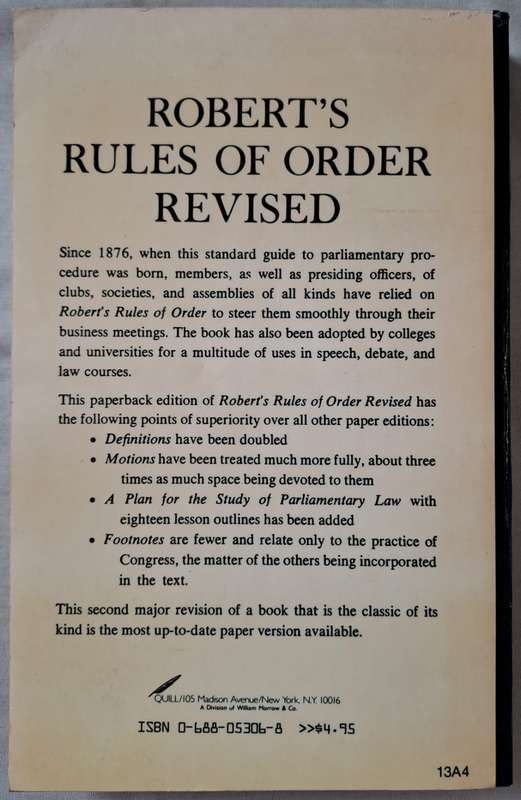 ROBERT'S
RULES OF ORDER
REVISED
Since 1876, when this standard guide to parliamentary pro-
cedure was born, members, as well as presiding officers, of
clubs, societies, and assemblies of all kinds have relied on
Robert's Rules of Order to steer them smoothly through their
business meetings. The book has also been adopted by colleges
and universities for a multitude of uses in speech, debate, and
law courses.
This paperback edition of Robert's Rules of Order Revised has
the following points of superiority over all other paper editions:
• Definitions have been doubled
• Motions have been treated much more fully, about three
times as much space being devoted to them
• A Plan for the Study of Parliamentary Law with
eighteen lesson outlines has been added
• Footnotes are fewer and relate only to the practice of
Congress, the matter of the others being incorporated
in the text.
This second major revision of a book that is the classic of its
kind is the most up-to-date paper version available.
QUILL/105 Madison Avenue/New York, N.Y. 10016
A Division of William Morrow & Co.
ISBN 0-688-05306-8 >>$4.95
13A4